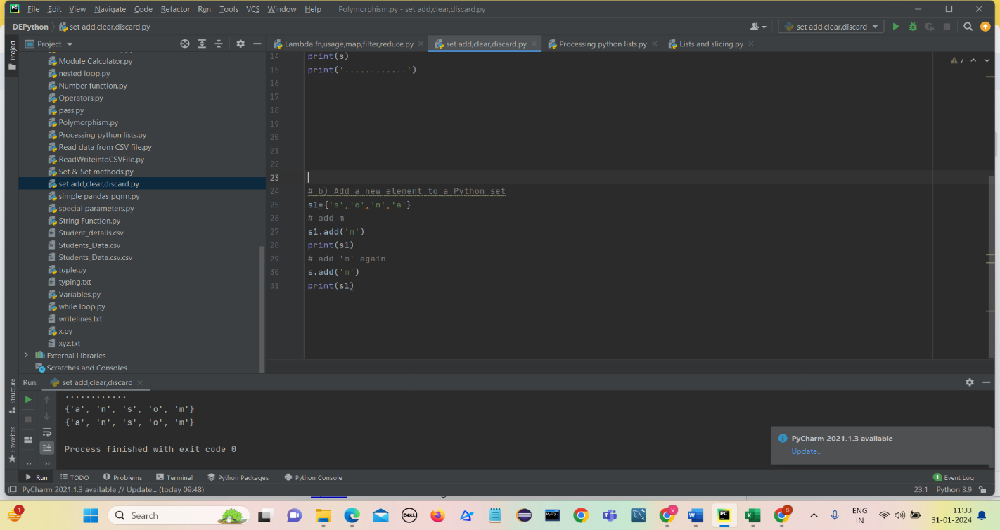 File Edit View Navigate Code Refactor Run Tools VCS Window Help Polymorphism.py - set add,clear,discard.py
DEPython set add,clear,discard.py set add,clear,discard
Project Lambda fn,usage,map,filter,reduce.py set add,clear,discard.py Processing python lists.py Lists and slicing.py
Project
Module Calculator.py
nested loop.py
Number function.py
Operators.py
pass.py
Polymorphism.py
Processing python lists.py
Read data from CSV file.py
ReadWriteintoCSVFile.py
Set & Set methods.py
set add,clear,discard.py
simple pandas pgrm.py
special parameters.py
String Function.py
Student_details.csv
Students_Data.csv
Students_Data.csv.csv
tuple.py
typing.txt
Variables.py
while loop.py
writelines.txt
x.py
xyz.txt
External Libraries
Scratches and Consoles
14 print(s)
15 print('............')
16
17
18
19
20
21
22
23
24 # b) Add a new element to a Python set
25 s1={'s','o','n','a'}
26 # add m
27 s1.add('m')
28 print(s1)
29 # add 'm' again
30 s.add('m')
31 print(s1)
7
Structure
Favorites
Run: set add,clear,discard
............
{'a', 'n', 's', 'o', 'm'}
{'a', 'n', 's', 'o', 'm'}
Process finished with exit code 0
PyCharm 2021.1.3 available
Update...
Run TODO Problems Terminal Python Packages Python Console 1 Event Log
PyCharm 2021.1.3 available // Update... (today 09:48) 23:1 Python 3.9
1 Search DELL MySQL V W PC X S ENG 11:33
IN 31-01-2024